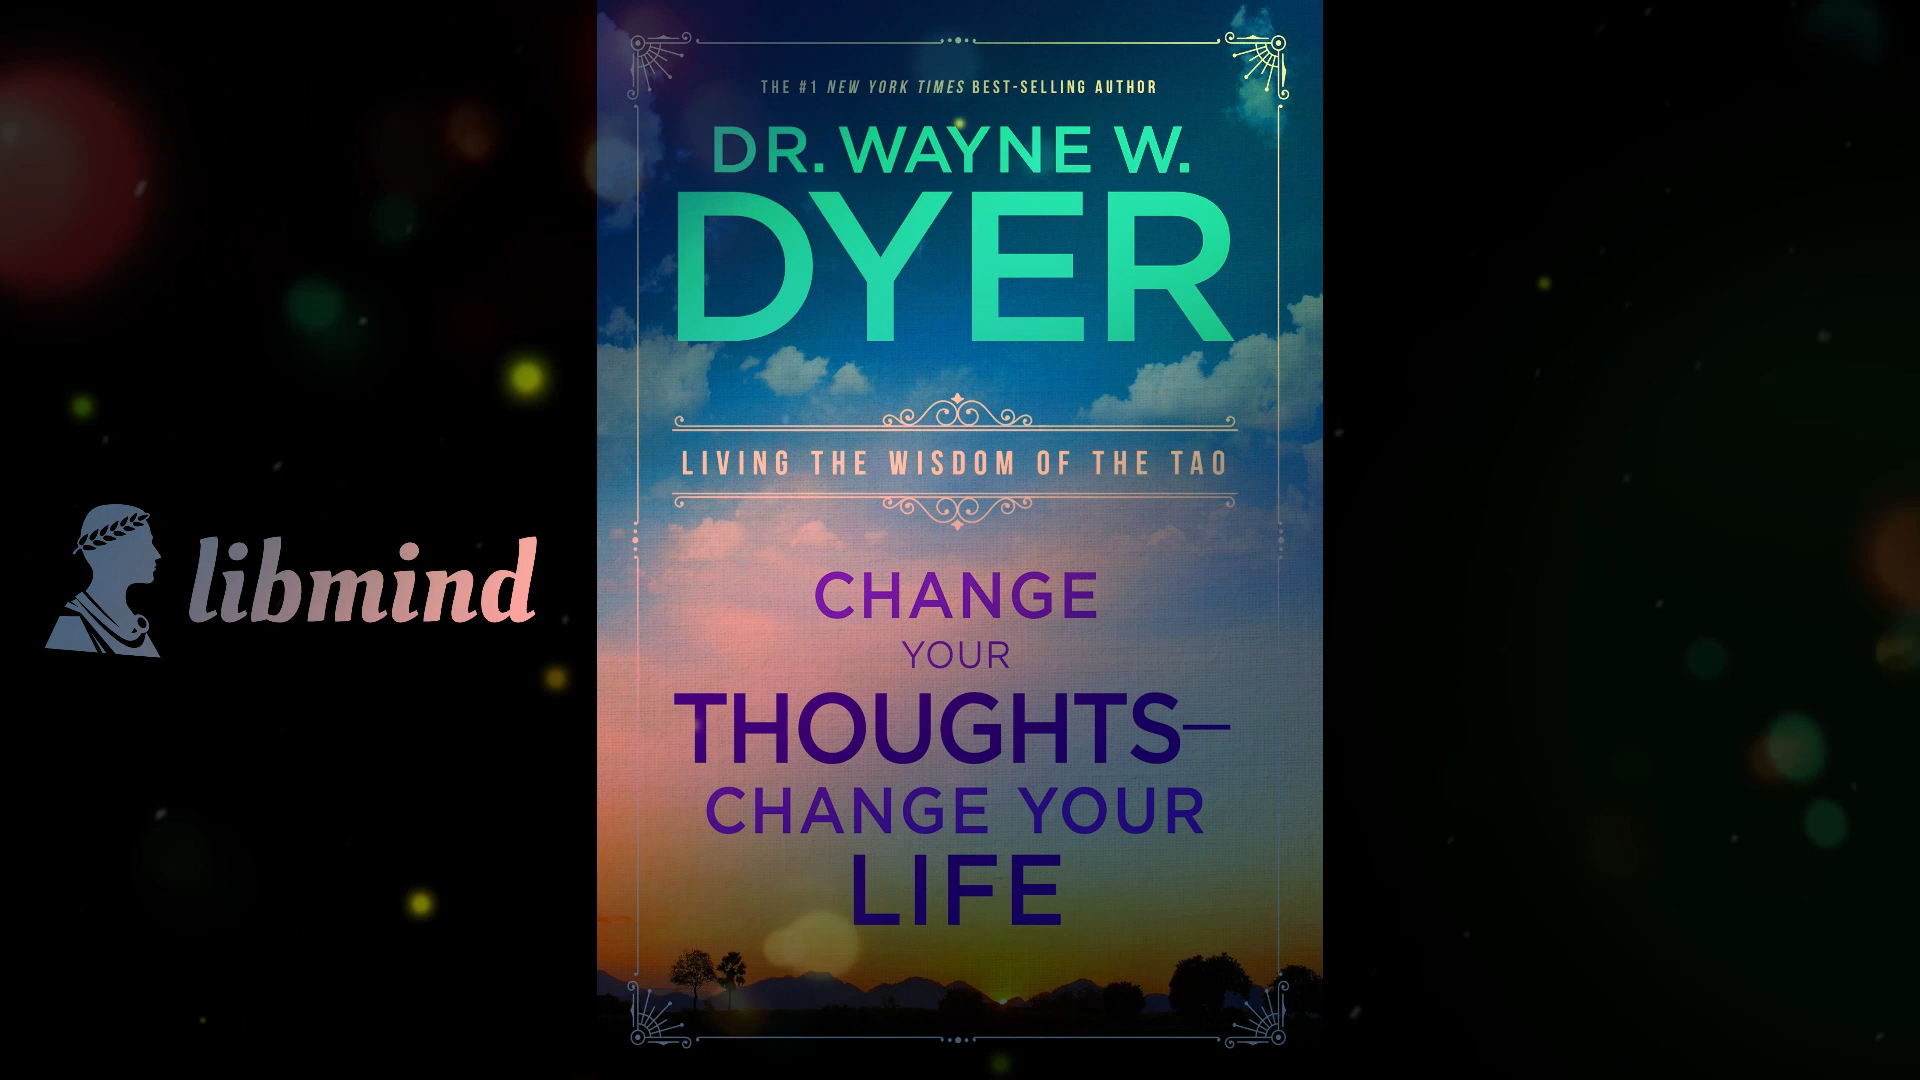 THE #1 NEW YORK TIMES BEST-SELLING AUTHOR
DR. WAYNE W.
DYER
LIVING THE WISDOM OF THE TAO
libmind
CHANGE
YOUR
THOUGHTS—
CHANGE YOUR
LIFE